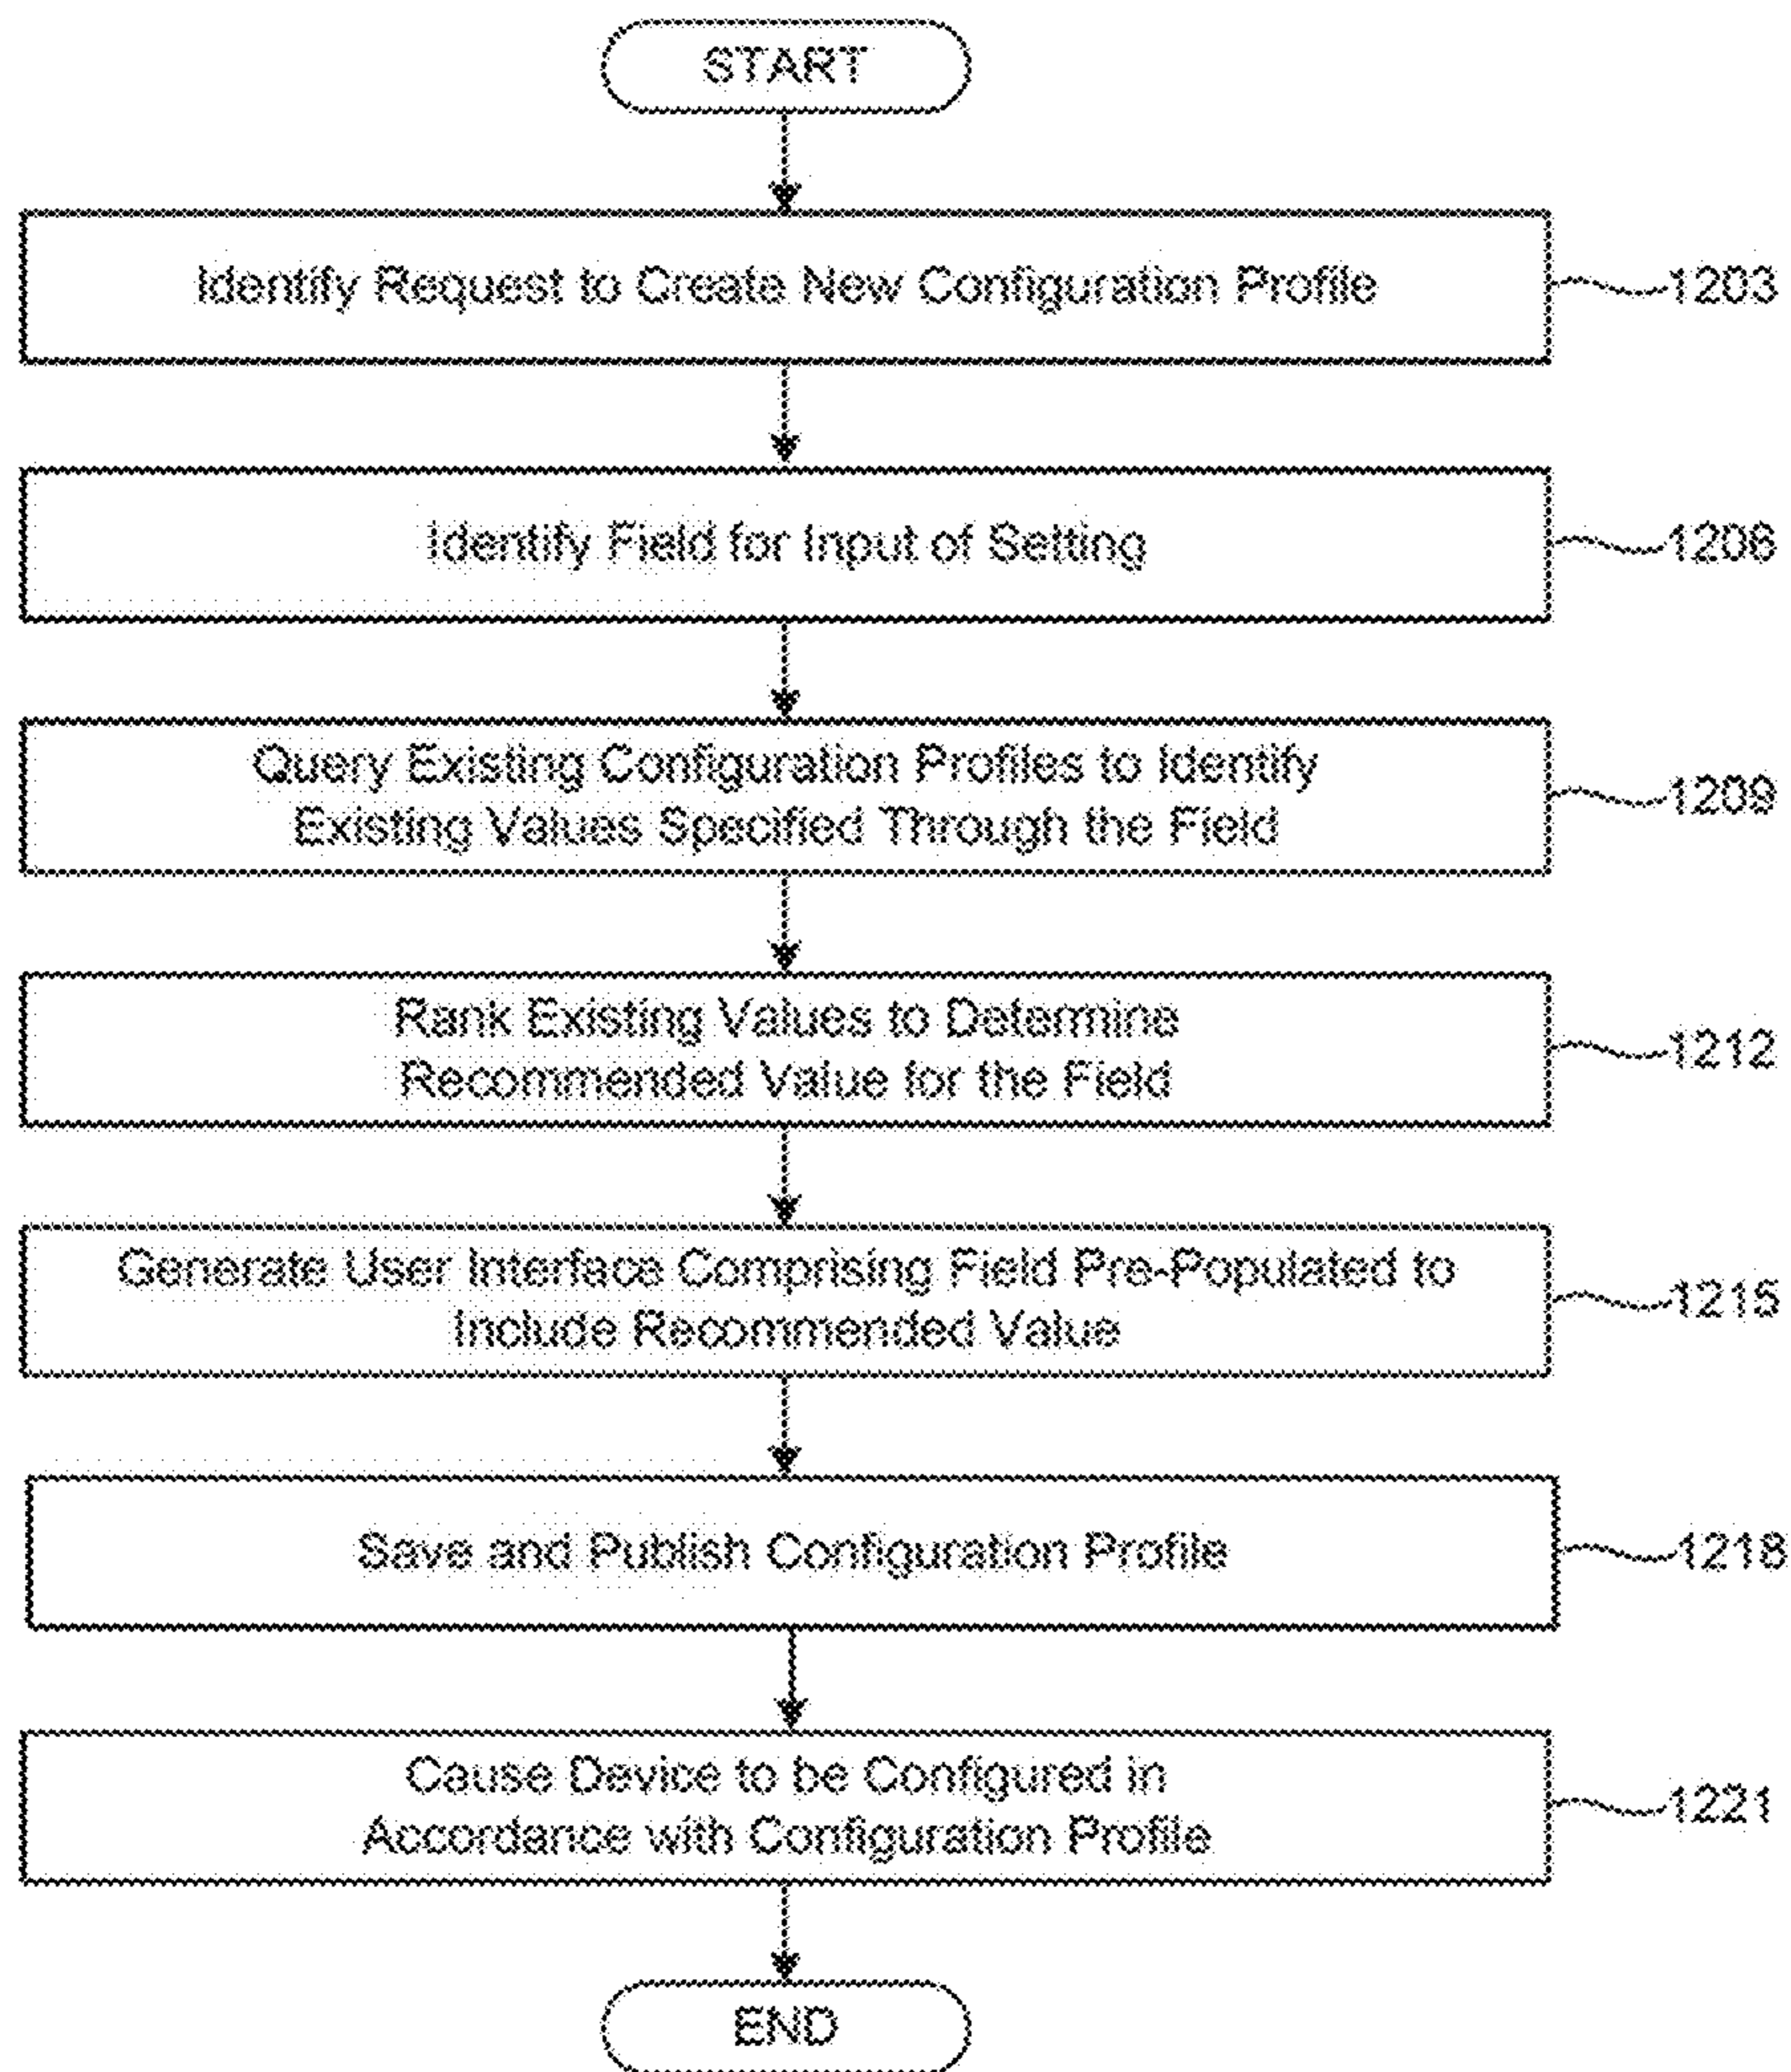 START
Identify Request to Create New Configuration Profile
1203
Identify Field for Input of Setting
1206
Query Existing Configuration Profiles to Identify
Existing Values Specified Through the Field
1209
Rank Existing Values to Determine
Recommended Value for the Field
1212
Generate User Interface Comprising Field Pre-Populated to
Include Recommended Value
1215
Save and Publish Configuration Profile
1218
Cause Device to be Configured in
Accordance with Configuration Profile
1221
END